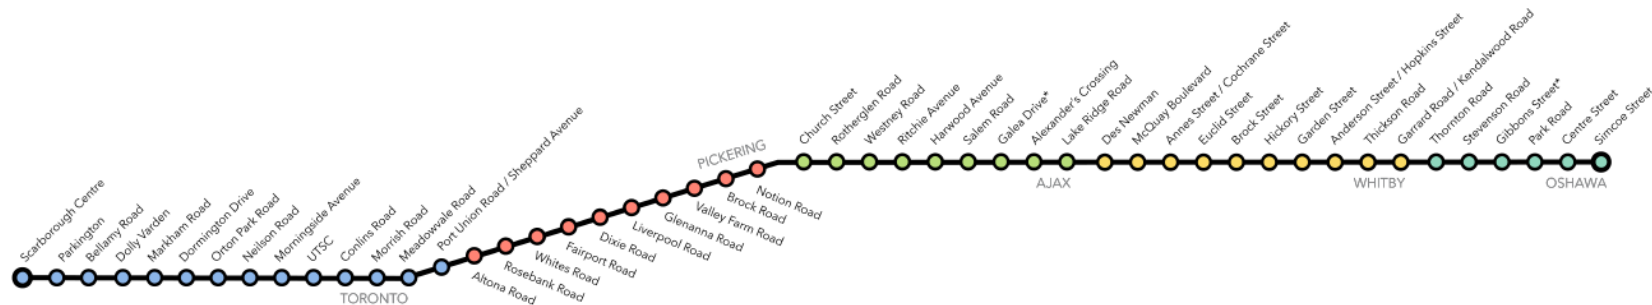 Scarborough Centre
Parkington
Bellamy Road
Dolly Varden
Markham Road
Dormington Drive
Orton Park Road
Neilson Road
Morningside Avenue
UTSC
Conlins Road
Morrish Road
Meadowvale Road
Port Union Road / Sheppard Avenue
TORONTO
Altona Road
Rosebank Road
Whites Road
Fairport Road
Dixie Road
Liverpool Road
Glenanna Road
Valley Farm Road
Brock Road
Notion Road
PICKERING
Church Street
Rotherglen Road
Westney Road
Ritchie Avenue
Harwood Avenue
Salem Road
Galea Drive*
Alexander's Crossing
Lake Ridge Road
AJAX
Des Newman
McQuay Boulevard
Annes Street / Cochrane Street
Euclid Street
Brock Street
Hickory Street
Garden Street
Anderson Street / Hopkins Street
Thickson Road
Garrard Road / Kendalwood Road
WHITBY
Thornton Road
Stevenson Road
Gibbons Street*
Park Road
Centre Street
Simcoe Street
OSHAWA